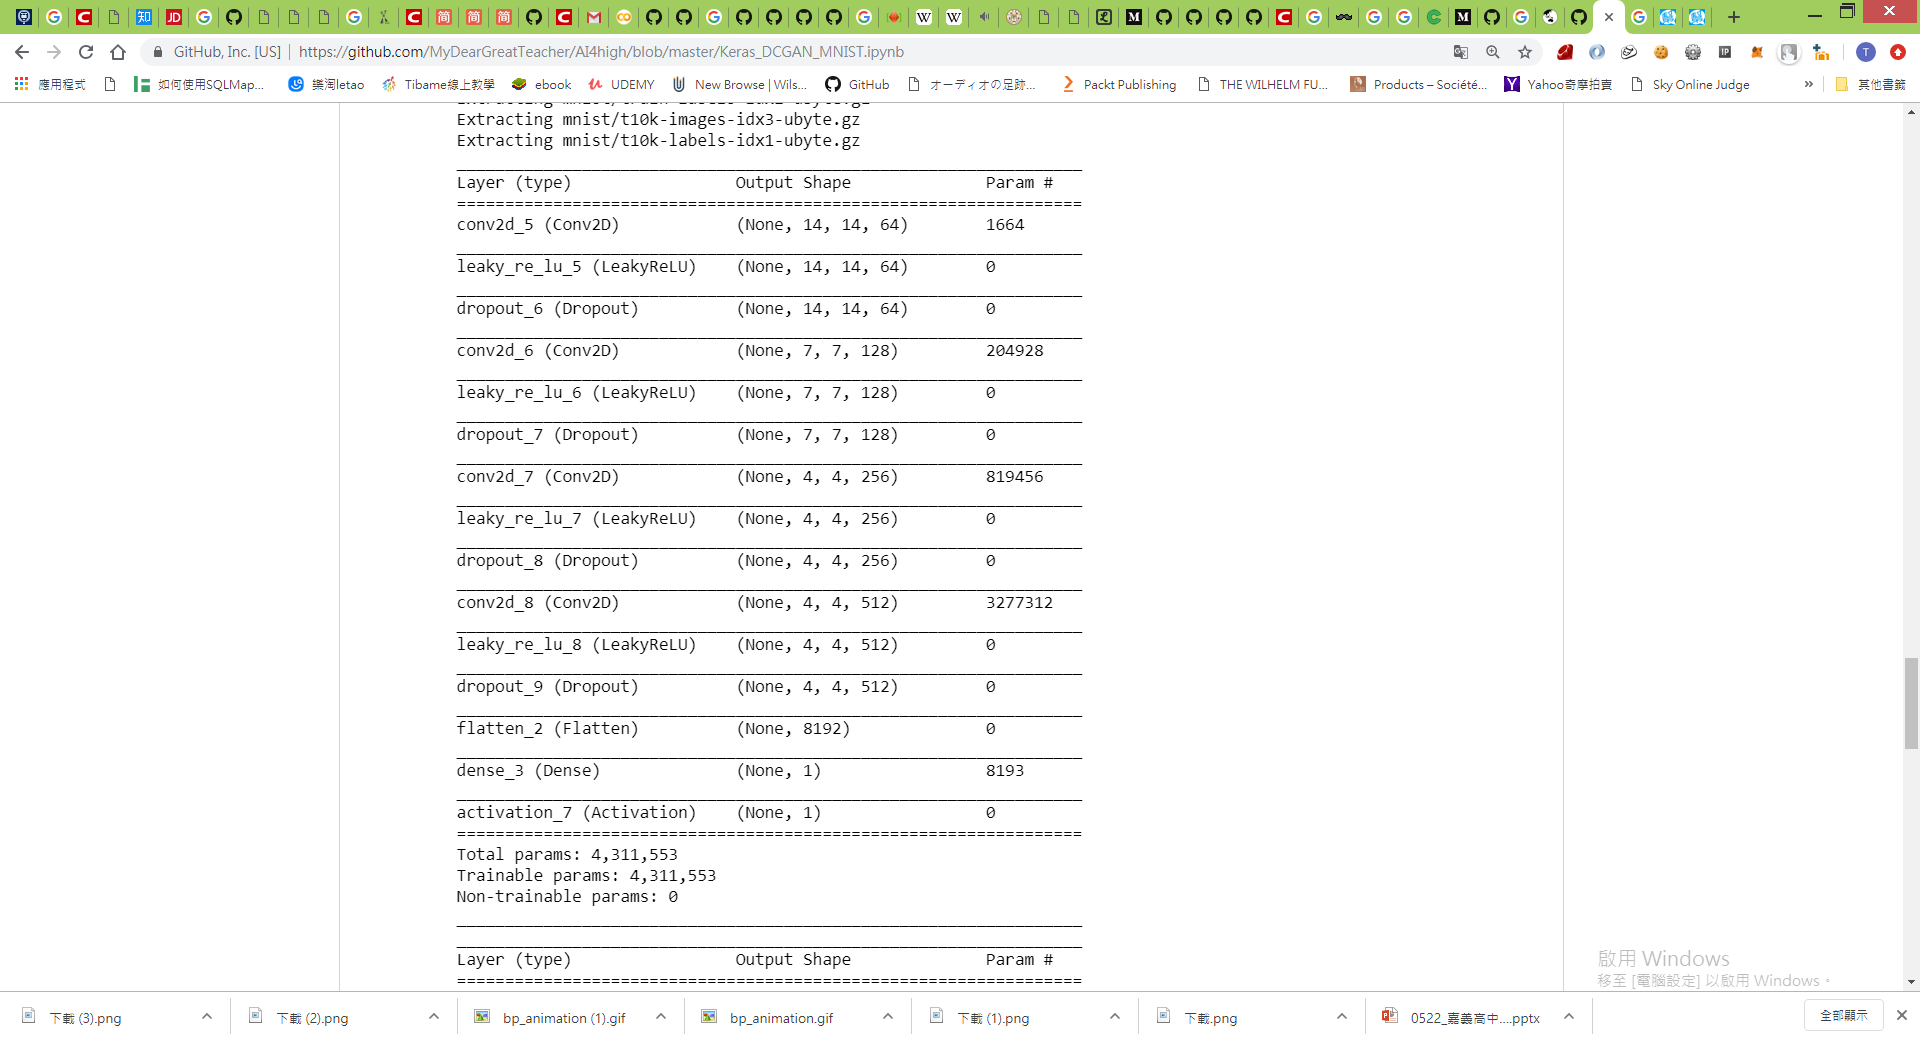 GitHub, Inc. [US] | https://github.com/MyDearGreatTeacher/AI4high/blob/master/Keras_DCGAN_MNIST.ipynb
應用程式 如何使用SQLMap... 樂淘letao Tibame線上教學 ebook UDEMY New Browse | Wils... GitHub オーディオの足跡... Packt Publishing THE WILHELM FU... Products – Société... Yahoo奇摩拍賣 Sky Online Judge » 其他書籤
Extracting mnist/train-labels-idx1-ubyte.gz
Extracting mnist/t10k-images-idx3-ubyte.gz
Extracting mnist/t10k-labels-idx1-ubyte.gz
Layer (type) Output Shape Param #
conv2d_5 (Conv2D) (None, 14, 14, 64) 1664
leaky_re_lu_5 (LeakyReLU) (None, 14, 14, 64) 0
dropout_6 (Dropout) (None, 14, 14, 64) 0
conv2d_6 (Conv2D) (None, 7, 7, 128) 204928
leaky_re_lu_6 (LeakyReLU) (None, 7, 7, 128) 0
dropout_7 (Dropout) (None, 7, 7, 128) 0
conv2d_7 (Conv2D) (None, 4, 4, 256) 819456
leaky_re_lu_7 (LeakyReLU) (None, 4, 4, 256) 0
dropout_8 (Dropout) (None, 4, 4, 256) 0
conv2d_8 (Conv2D) (None, 4, 4, 512) 3277312
leaky_re_lu_8 (LeakyReLU) (None, 4, 4, 512) 0
dropout_9 (Dropout) (None, 4, 4, 512) 0
flatten_2 (Flatten) (None, 8192) 0
dense_3 (Dense) (None, 1) 8193
activation_7 (Activation) (None, 1) 0
Total params: 4,311,553
Trainable params: 4,311,553
Non-trainable params: 0
Layer (type) Output Shape Param #
啟用 Windows
移至 [電腦設定] 以啟用 Windows。
下載 (3).png 下載 (2).png bp_animation (1).gif bp_animation.gif 下載 (1).png 下載.png 0522_嘉義高中....pptx 全部顯示